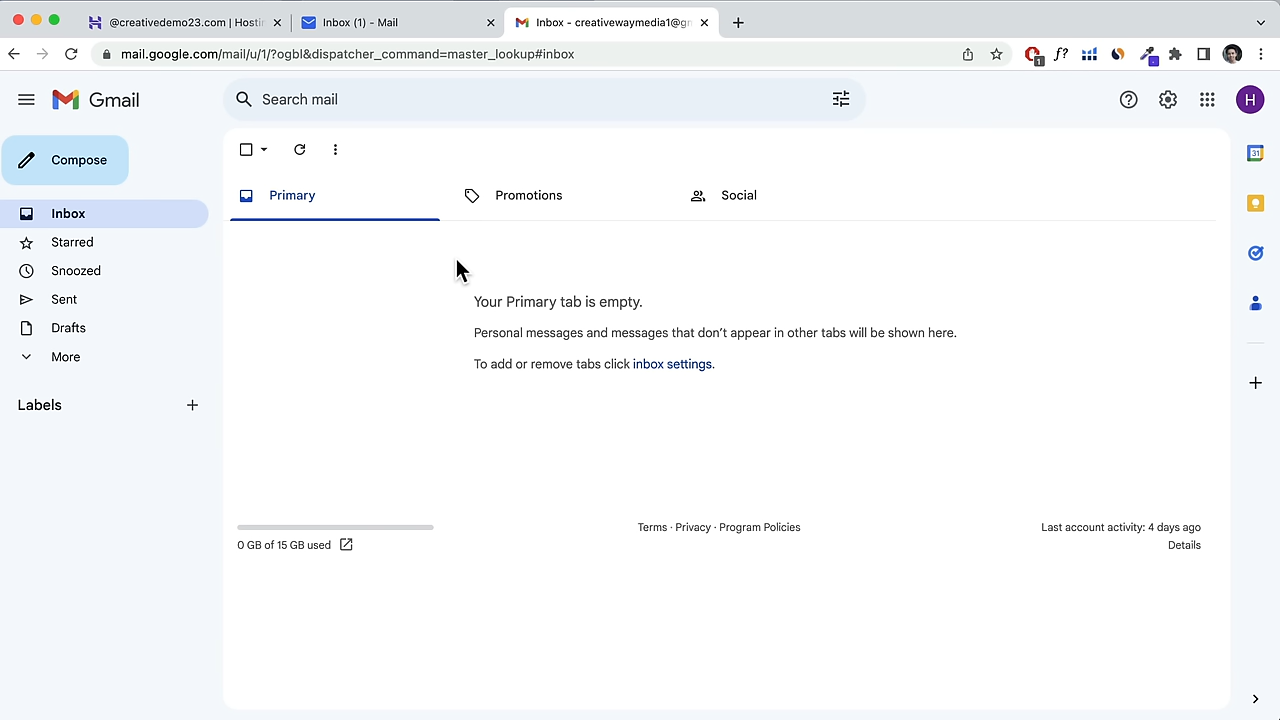 @creativedemo23.com | Hostin
Inbox (1) - Mail
Inbox - creativewaymedia1@gm
mail.google.com/mail/u/1/?ogbl&dispatcher_command=master_lookup#inbox
f?
1
Gmail
Search mail
H
Compose
Inbox
Starred
Snoozed
Sent
Drafts
More
Labels
Primary
Promotions
Social
31
Your Primary tab is empty.
Personal messages and messages that don't appear in other tabs will be shown here.
To add or remove tabs click inbox settings.
0 GB of 15 GB used
Terms · Privacy · Program Policies
Last account activity: 4 days ago
Details